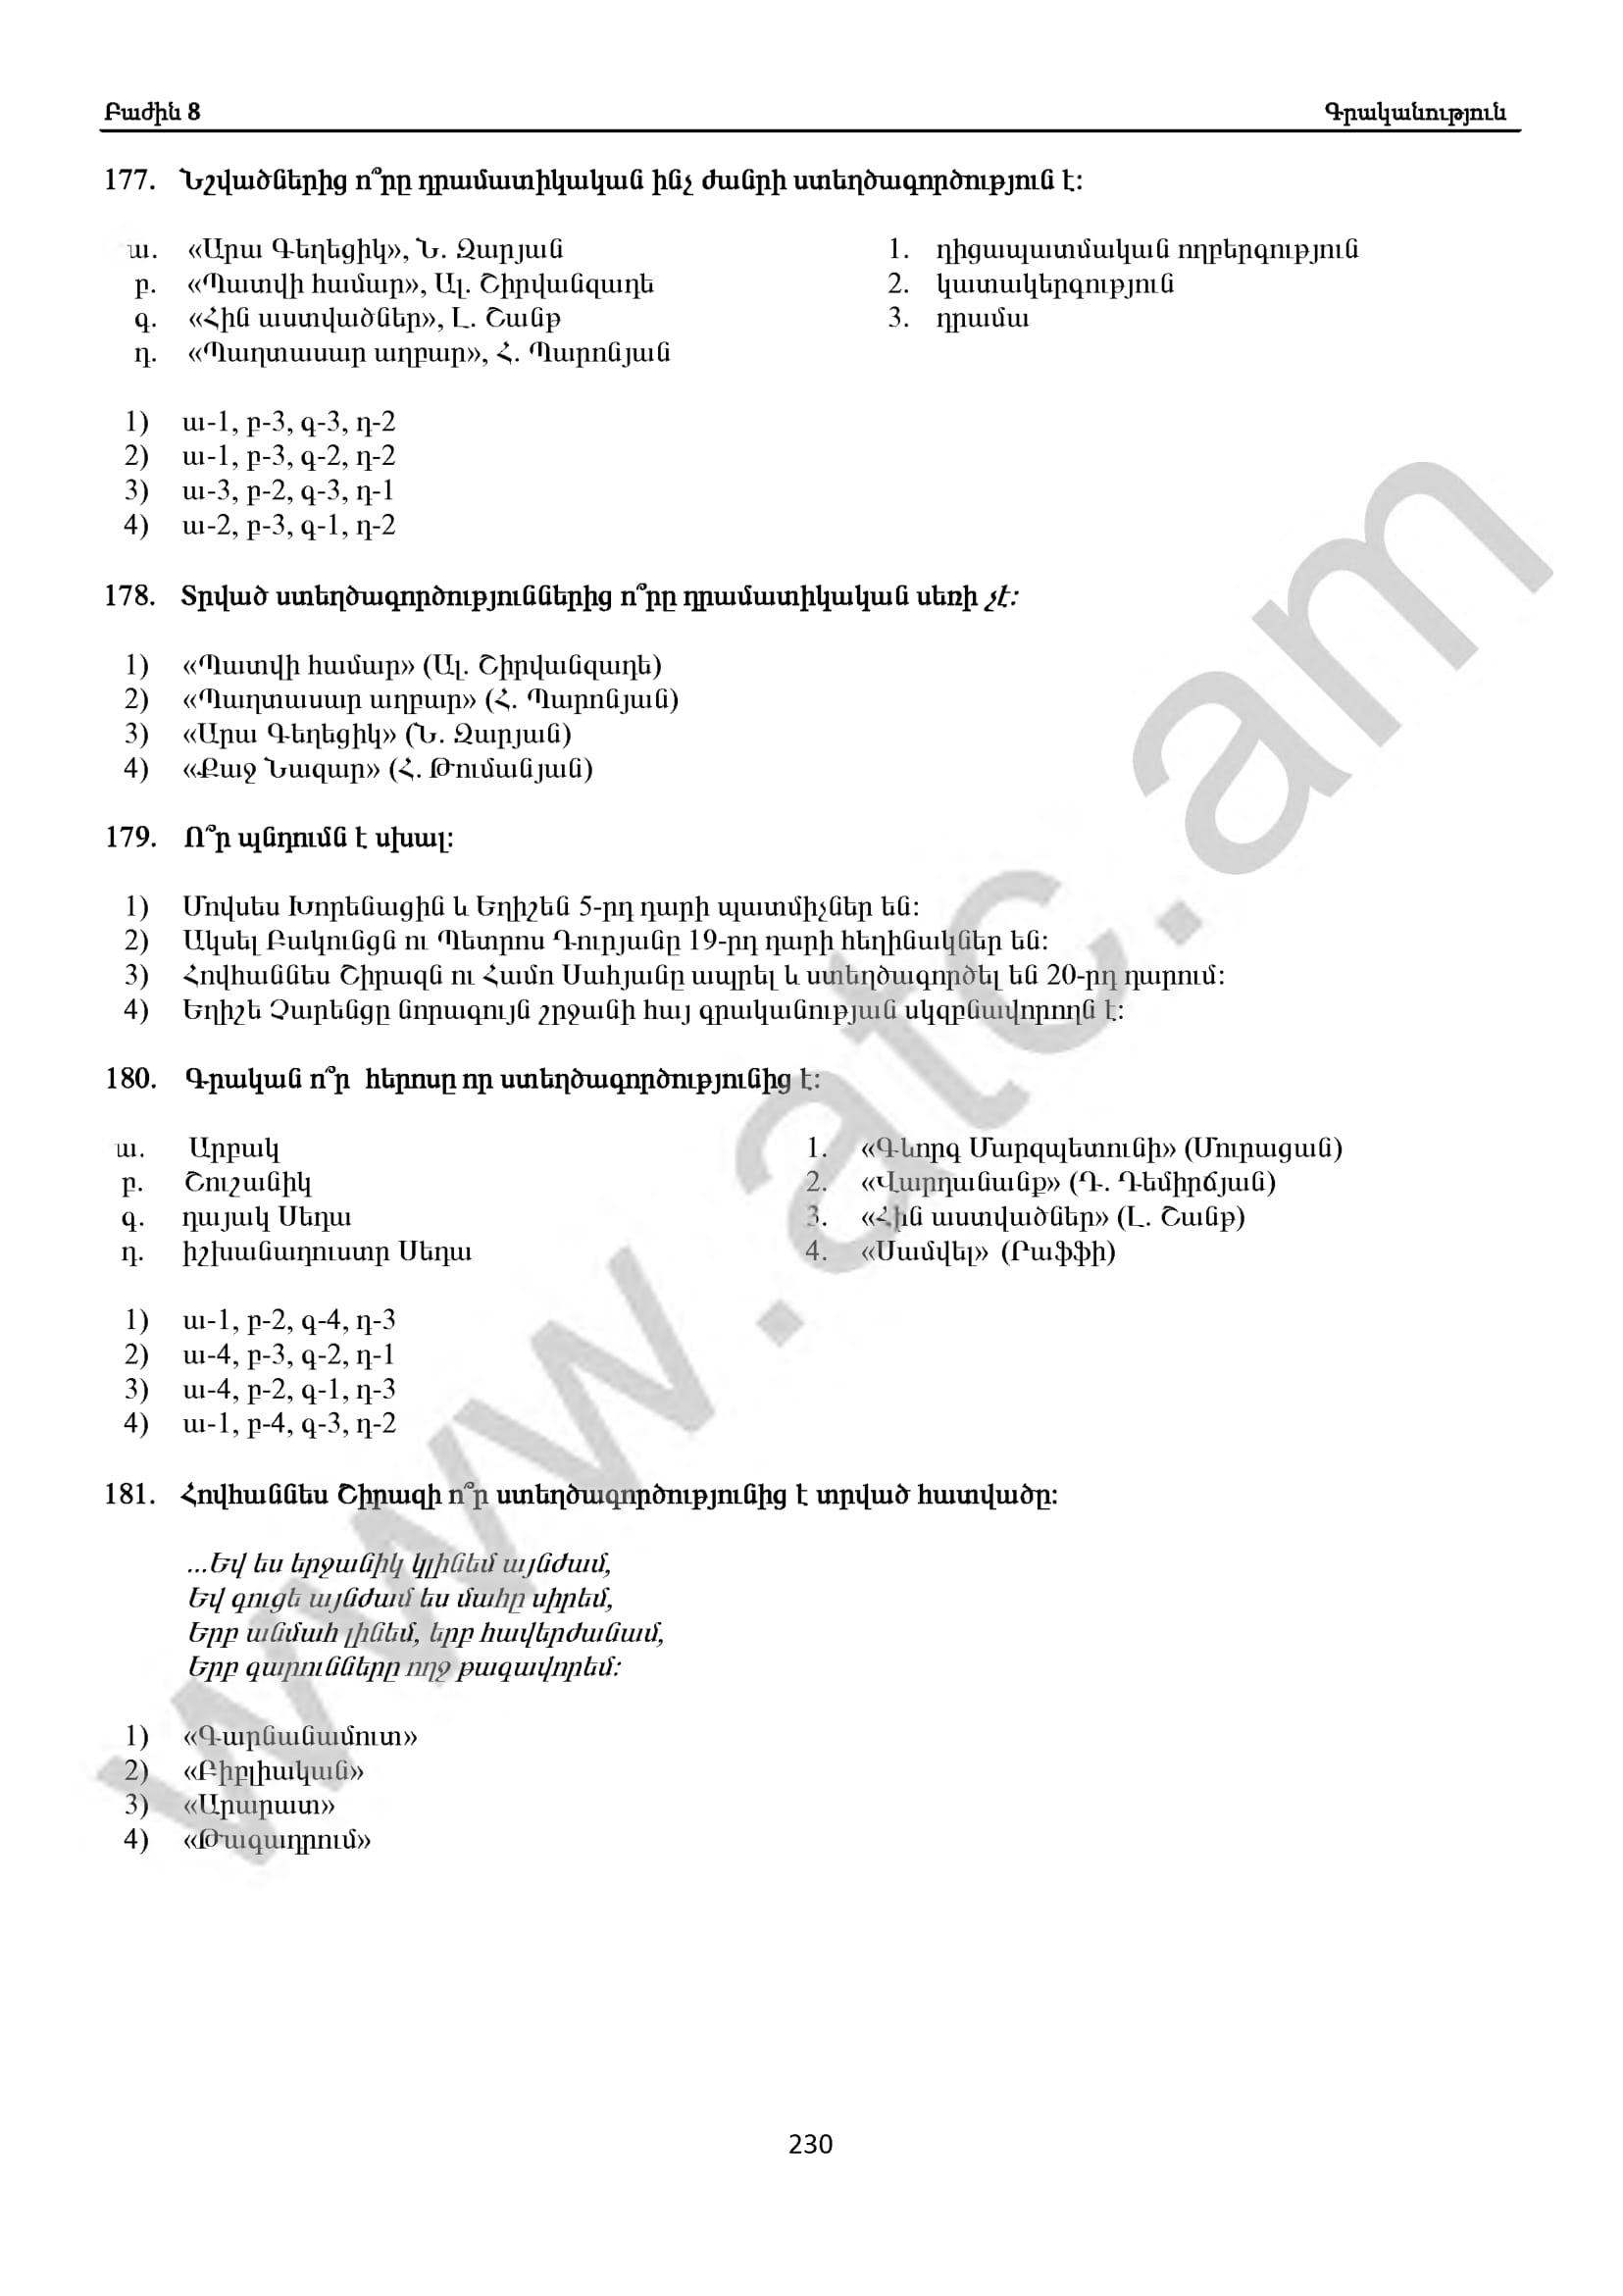 Բաժին 8 Գրականություն
177. Նշվածներից ո՞րը դրամատիկական ինչ ժանրի ստեղծագործություն է:
ա. «Արա Գեղեցիկ», Ն. Զարյան 1. դիցապատմական ողբերգություն
բ. «Պատվի համար», Ալ. Շիրվանզադե 2. կատակերգություն
գ. «Հին աստվածներ», Լ. Շանթ 3. դրամա
դ. «Պաղտասար աղբար», Հ. Պարոնյան
1) ա-1, բ-3, գ-3, դ-2
2) ա-1, բ-3, գ-2, դ-2
3) ա-3, բ-2, գ-3, դ-1
4) ա-2, բ-3, գ-1, դ-2
178. Տրված ստեղծագործություններից ո՞րը դրամատիկական սեռի չէ:
1) «Պատվի համար» (Ալ. Շիրվանզադե)
2) «Պաղտասար աղբար» (Հ. Պարոնյան)
3) «Արա Գեղեցիկ» (Ն. Զարյան)
4) «Քաջ Նազար» (Հ. Թումանյան)
179. Ո՞ր պնդումն է սխալ:
1) Մովսես Խորենացին և Եղիշեն 5-րդ դարի պատմիչներ են:
2) Ակսել Բակունցն ու Պետրոս Դուրյանը 19-րդ դարի հեղինակներ են:
3) Հովհաննես Շիրազն ու Համո Սահյանը ապրել և ստեղծագործել են 20-րդ դարում:
4) Եղիշե Չարենցը նորագույն շրջանի հայ գրականության սկզբնավորողն է:
180. Գրական ո՞ր հերոսը որ ստեղծագործությունից է:
ա. Արբակ 1. «Գևորգ Մարզպետունի» (Մուրացան)
բ. Շուշանիկ 2. «Վարդանանք» (Դ. Դեմիրճյան)
գ. դայակ Սեդա 3. «Հին աստվածներ» (Լ. Շանթ)
դ. իշխանադուստր Սեդա 4. «Սամվել» (Րաֆֆի)
1) ա-1, բ-2, գ-4, դ-3
2) ա-4, բ-3, գ-2, դ-1
3) ա-4, բ-2, գ-1, դ-3
4) ա-1, բ-4, գ-3, դ-2
181. Հովհաննես Շիրազի ո՞ր ստեղծագործությունից է տրված հատվածը:
...Եվ ես երջանիկ կլինեմ այնժամ,
Եվ գուցե այնժամ ես մահը սիրեմ,
Երբ անմահ լինեմ, երբ հավերժանամ,
Երբ գարունները ողջ թագավորեմ:
1) «Գարնանամուտ»
2) «Բիբլիական»
3) «Արարատ»
4) «Թագադրում»
www.atc.am
230